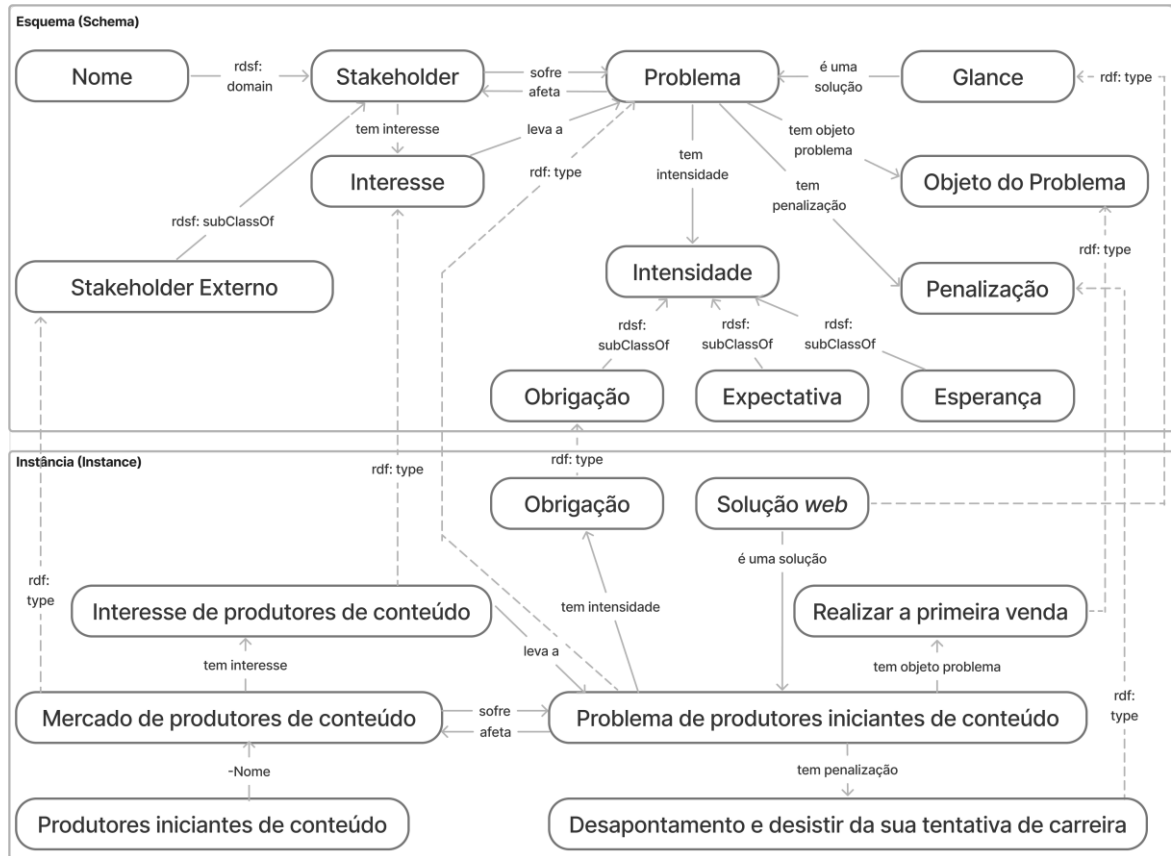 Esquema (Schema)
Nome
rdsf:
domain
Stakeholder
sofre
afeta
Problema
é uma
solução
Glance
rdf: type
tem interesse
leva a
tem objeto
problema
Interesse
rdf: type
tem
intensidade
tem
penalização
Objeto do Problema
rdsf: subClassOf
rdf: type
Stakeholder Externo
Intensidade
Penalização
rdsf:
subClassOf
rdsf:
subClassOf
rdsf:
subClassOf
Obrigação
Expectativa
Esperança
Instância (Instance)
rdf: type
rdf: type
Obrigação
Solução web
é uma solução
rdf:
type
Interesse de produtores de conteúdo
tem intensidade
Realizar a primeira venda
tem interesse
leva a
tem objeto problema
Mercado de produtores de conteúdo
sofre
afeta
Problema de produtores iniciantes de conteúdo
rdf:
type
-Nome
tem penalização
Produtores iniciantes de conteúdo
Desapontamento e desistir da sua tentativa de carreira